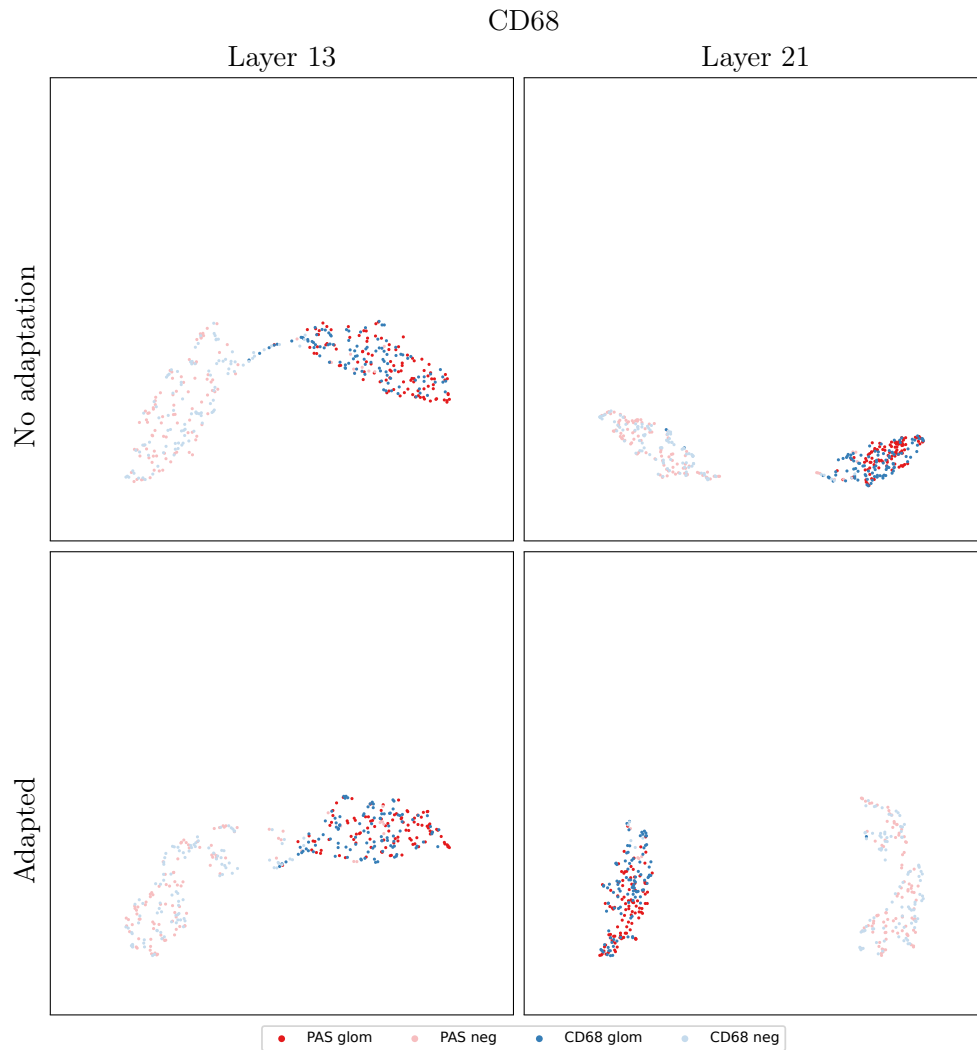 CD68
Layer 13 Layer 21
No adaptation
Adapted
PAS glom PAS neg CD68 glom CD68 neg